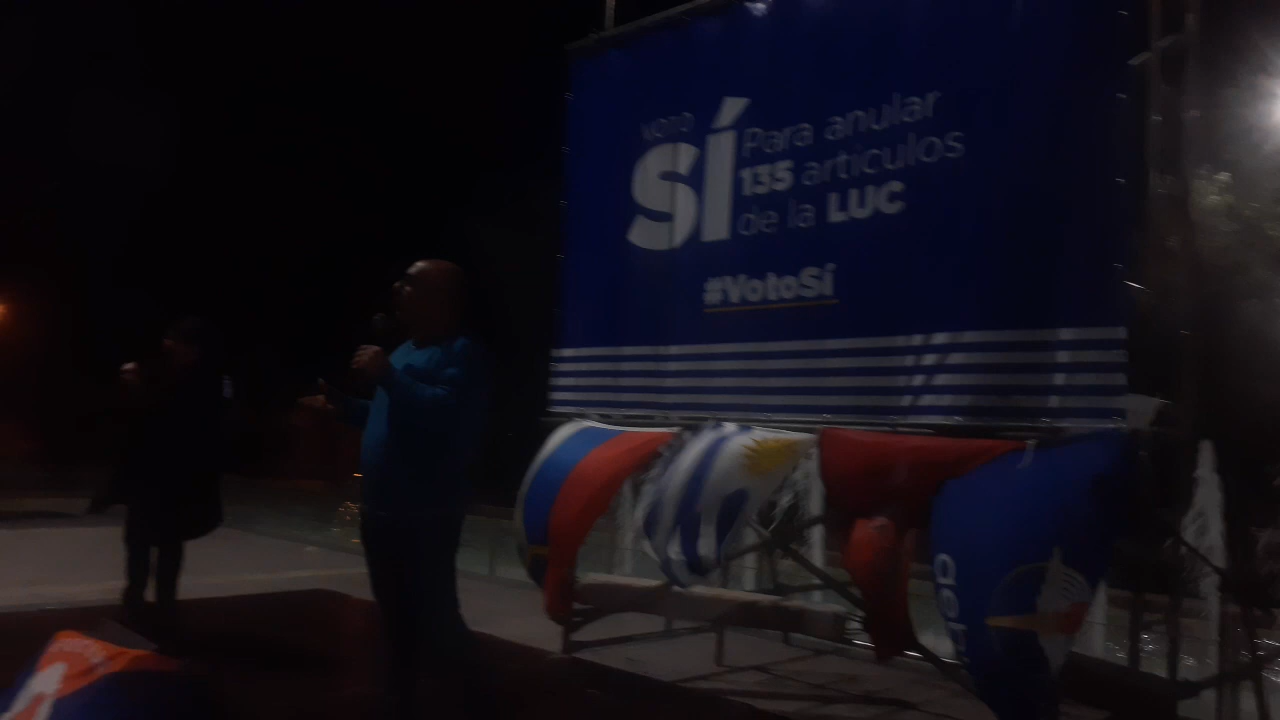 VOTO
SÍ
Para anular
135 artículos
de la LUC
#VotoSí